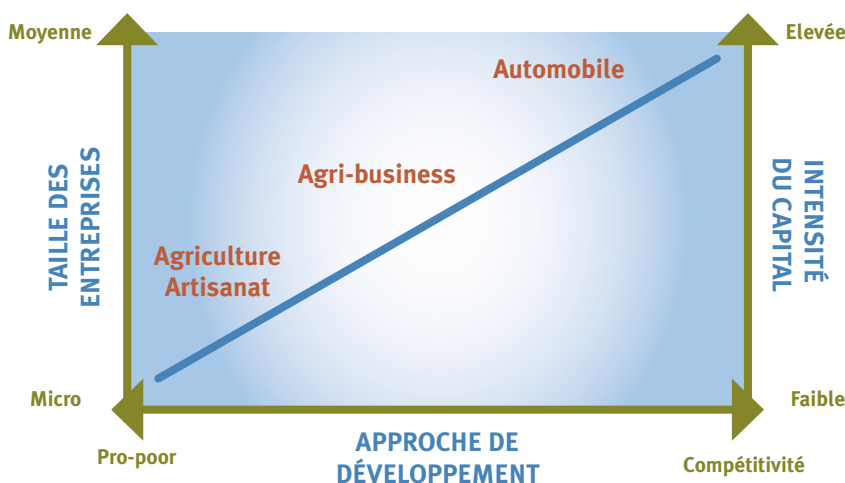 Moyenne
Elevée
Automobile
TAILLE DES
ENTREPRISES
Agri-business
INTENSITÉ
DU CAPITAL
Agriculture
Artisanat
Micro
Faible
Pro-poor
APPROCHE DE
DÉVELOPPEMENT
Compétitivité